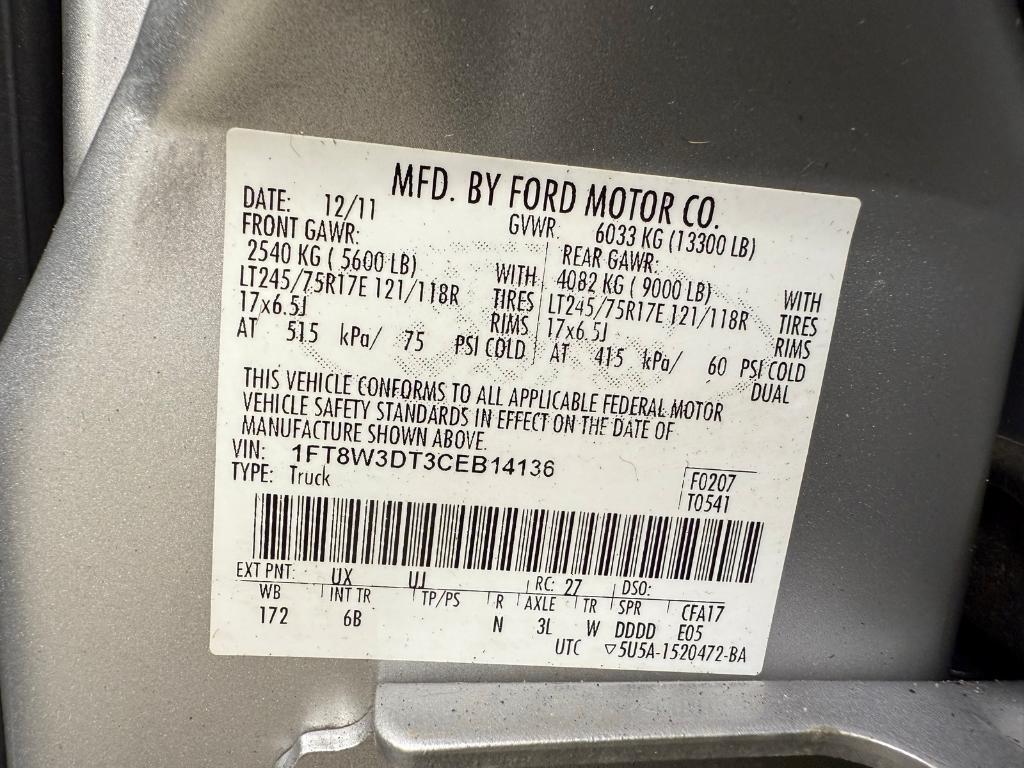 MFD. BY FORD MOTOR CO.
DATE: 12/11 GVWR: 6033 KG (13300 LB)
FRONT GAWR: REAR GAWR:
2540 KG ( 5600 LB) WITH 4082 KG ( 9000 LB) WITH
LT245/75R17E 121/118R TIRES LT245/75R17E 121/118R TIRES
17x6.5J RIMS 17x6.5J RIMS
AT 515 kPa/ 75 PSI COLD AT 415 kPa/ 60 PSI COLD
DUAL
THIS VEHICLE CONFORMS TO ALL APPLICABLE FEDERAL MOTOR
VEHICLE SAFETY STANDARDS IN EFFECT ON THE DATE OF
MANUFACTURE SHOWN ABOVE.
VIN: 1FT8W3DT3CEB14136 F0207
TYPE: Truck T0541
EXT PNT: UX UJ RC: 27 DSO:
WB INT TR TP/PS R AXLE TR SPR CFA17
172 6B N 3L W DDDD E05
UTC ▽5U5A-1520472-BA